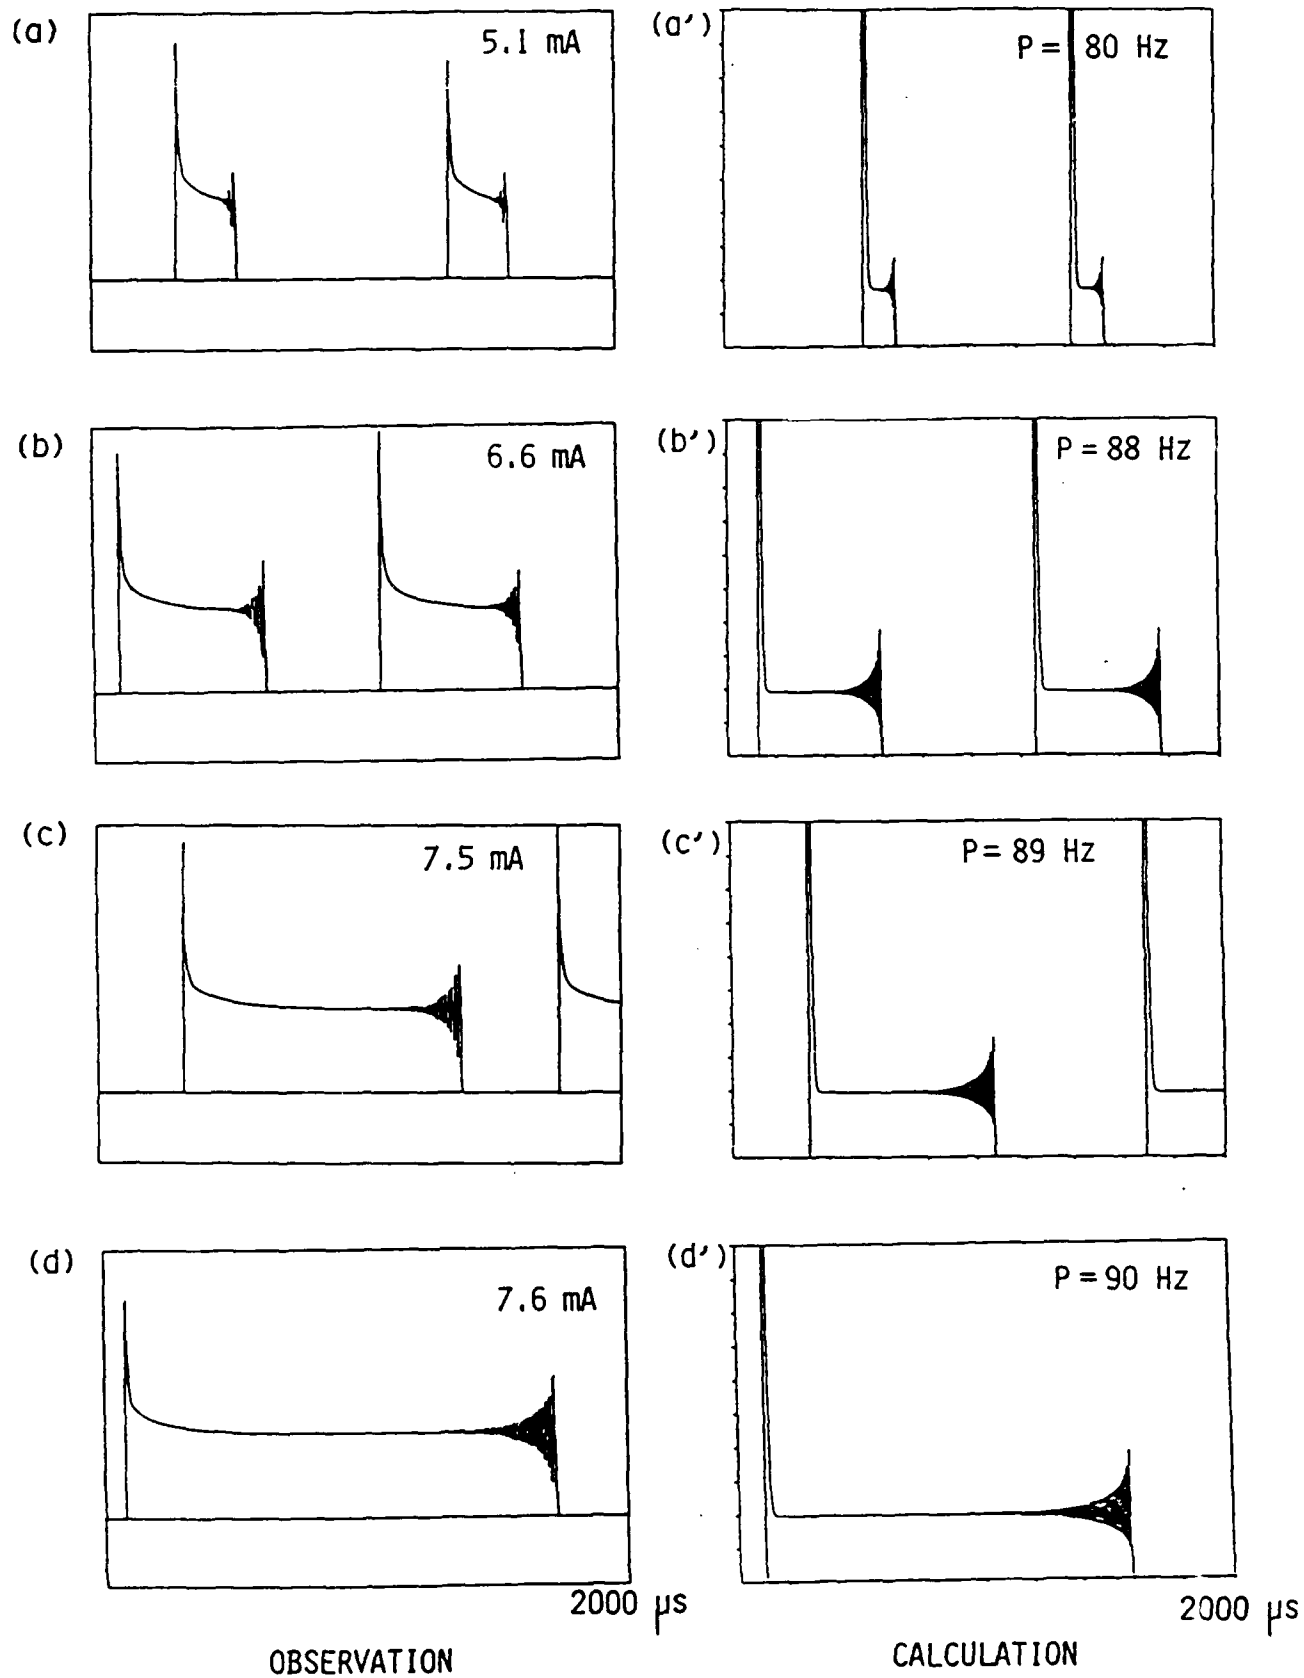 (a)
5.1 mA
(a')
P = 80 Hz
(b)
6.6 mA
(b')
P = 88 Hz
(c)
7.5 mA
(c')
P = 89 Hz
(d)
7.6 mA
(d')
P = 90 Hz
2000 μs
2000 μs
OBSERVATION
CALCULATION